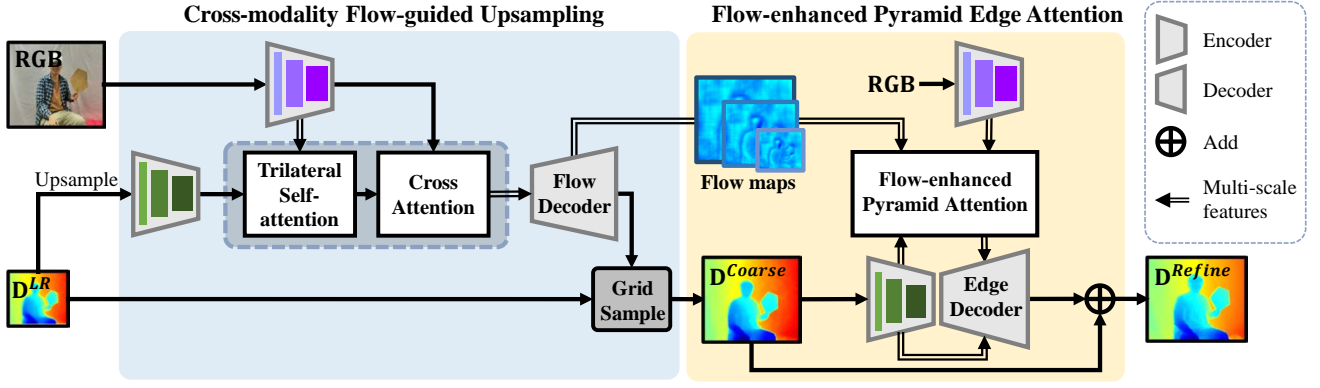 Cross-modality Flow-guided Upsampling
Flow-enhanced Pyramid Edge Attention
RGB
Upsample
D^LR
Trilateral
Self-
attention
Cross
Attention
Flow
Decoder
Grid
Sample
Flow maps
RGB
Flow-enhanced
Pyramid Attention
D^Coarse
Edge
Decoder
D^Refine
Encoder
Decoder
Add
Multi-scale
features